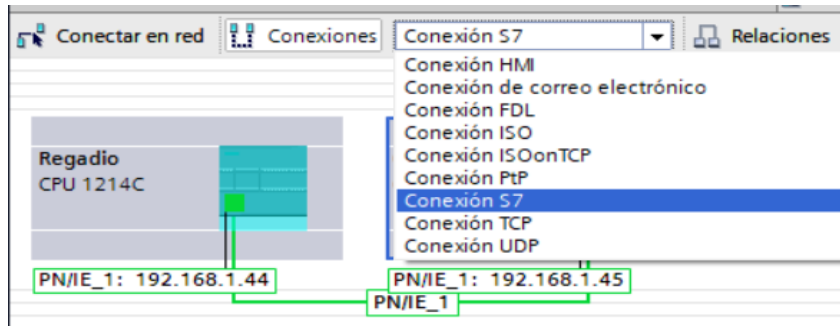 Conectar en red Conexiones Conexión S7 Relaciones
Conexión HMI
Conexión de correo electrónico
Conexión FDL
Conexión ISO
Conexión ISOonTCP
Conexión PtP
Conexión S7
Conexión TCP
Conexión UDP
Regadio
CPU 1214C
PN/IE_1: 192.168.1.44
PN/IE_1: 192.168.1.45
PN/IE_1